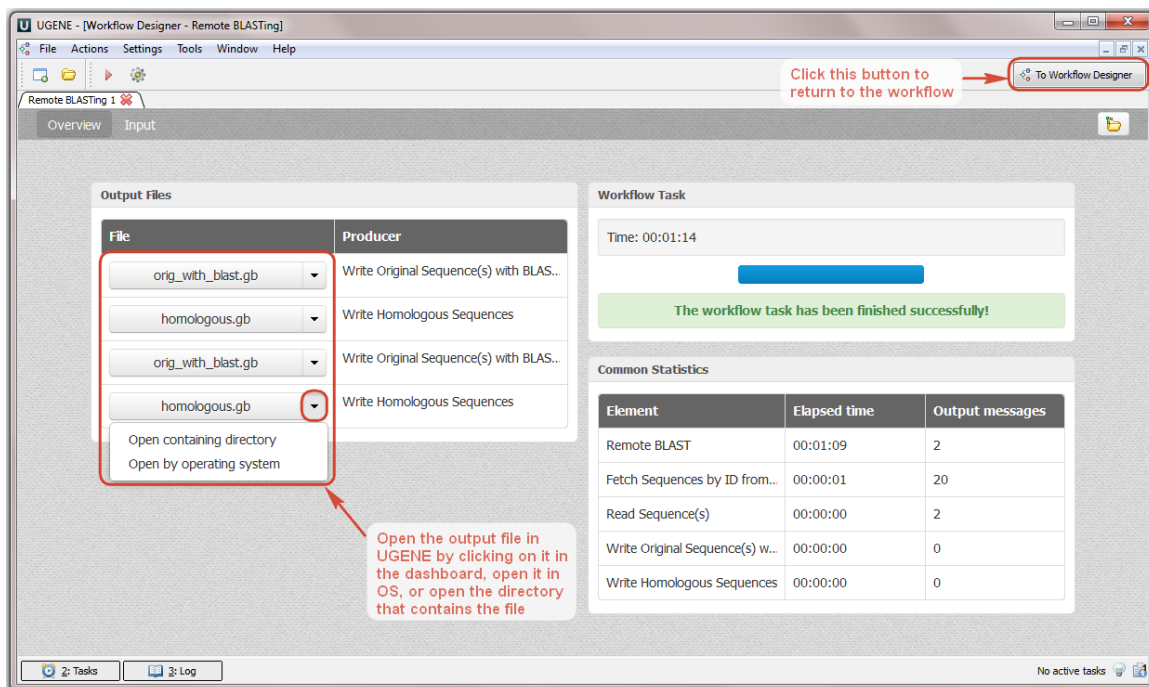 UGENE - [Workflow Designer - Remote BLASTing]
File Actions Settings Tools Window Help
To Workflow Designer
Click this button to
return to the workflow
Remote BLASTing 1
Overview Input
Output Files
File Producer
orig_with_blast.gb Write Original Sequence(s) with BLAS...
homologous.gb Write Homologous Sequences
orig_with_blast.gb Write Original Sequence(s) with BLAS...
homologous.gb Write Homologous Sequences
Open containing directory
Open by operating system
Open the output file in
UGENE by clicking on it in
the dashboard, open it in
OS, or open the directory
that contains the file
Workflow Task
Time: 00:01:14
The workflow task has been finished successfully!
Common Statistics
Element Elapsed time Output messages
Remote BLAST 00:01:09 2
Fetch Sequences by ID from... 00:00:01 20
Read Sequence(s) 00:00:00 2
Write Original Sequence(s) w... 00:00:00 0
Write Homologous Sequences 00:00:00 0
2: Tasks 3: Log No active tasks